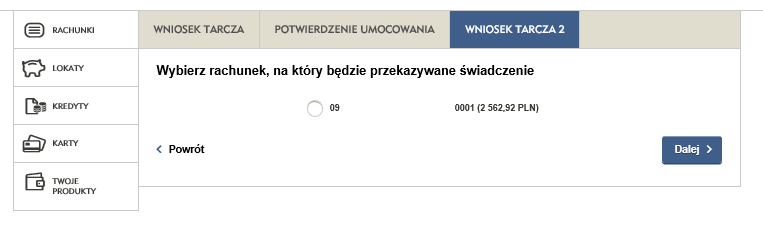 RACHUNKI
LOKATY
KREDYTY
KARTY
TWOJE
PRODUKTY
WNIOSEK TARCZA POTWIERDZENIE UMOCOWANIA WNIOSEK TARCZA 2
Wybierz rachunek, na który będzie przekazywane świadczenie
09 0001 (2 562,92 PLN)
Powrót Dalej